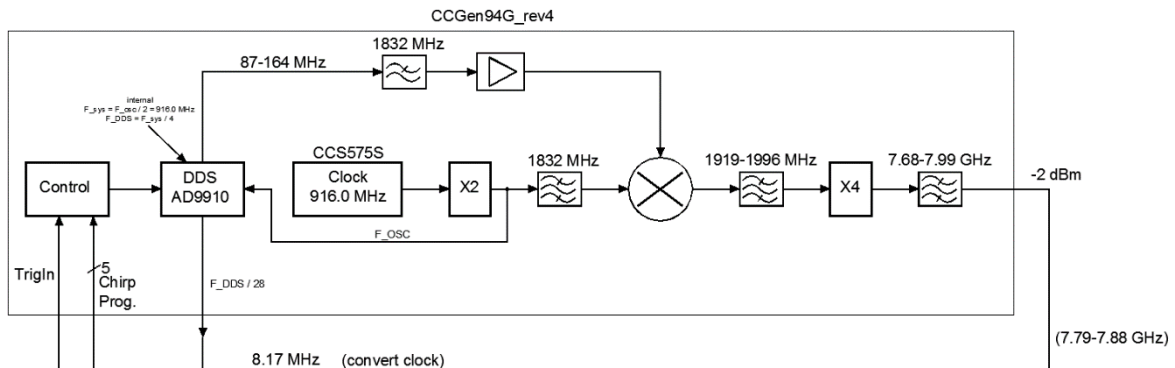 CCGen94G_rev4
1832 MHz
87-164 MHz
internal
F_sys = F_osc / 2 = 916.0 MHz
F_DDS = F_sys / 4
Control
DDS
AD9910
CCS575S
Clock
916.0 MHz
X2
1832 MHz
1919-1996 MHz
X4
7.68-7.99 GHz
-2 dBm
F_OSC
TrigIn
5
Chirp
Prog.
F_DDS / 28
8.17 MHz (convert clock)
(7.79-7.88 GHz)